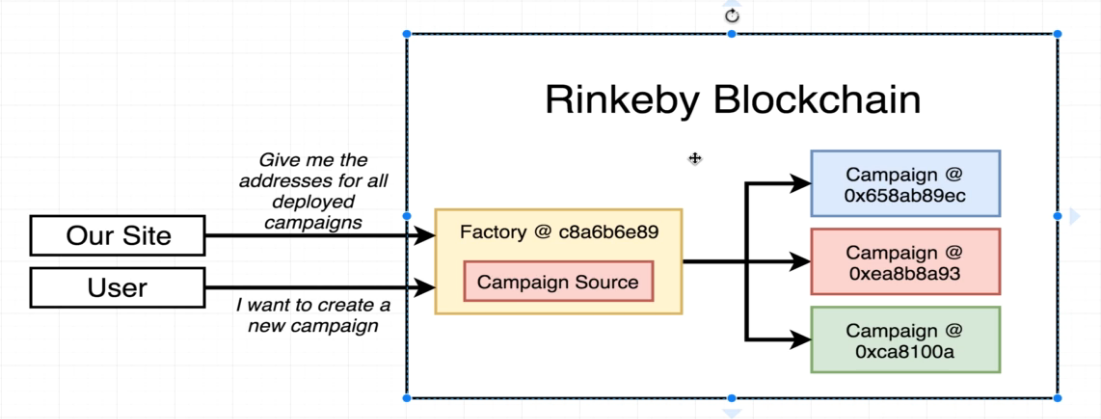 Rinkeby Blockchain
Give me the
addresses for all
deployed
campaigns
Our Site
User
I want to create a
new campaign
Factory @ c8a6b6e89
Campaign Source
Campaign @
0x658ab89ec
Campaign @
0xea8b8a93
Campaign @
0xca8100a